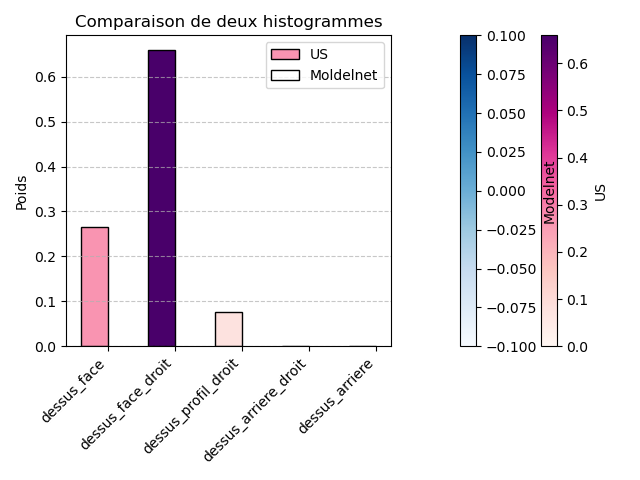 Comparaison de deux histogrammes
US
Moldelnet
Poids
0.6
0.5
0.4
0.3
0.2
0.1
0.0
dessus_face
dessus_face_droit
dessus_profil_droit
dessus_arriere_droit
dessus_arriere
0.100
0.075
0.050
0.025
0.000
−0.025
−0.050
−0.075
−0.100
Modelnet
0.6
0.5
0.4
0.3
0.2
0.1
0.0
US